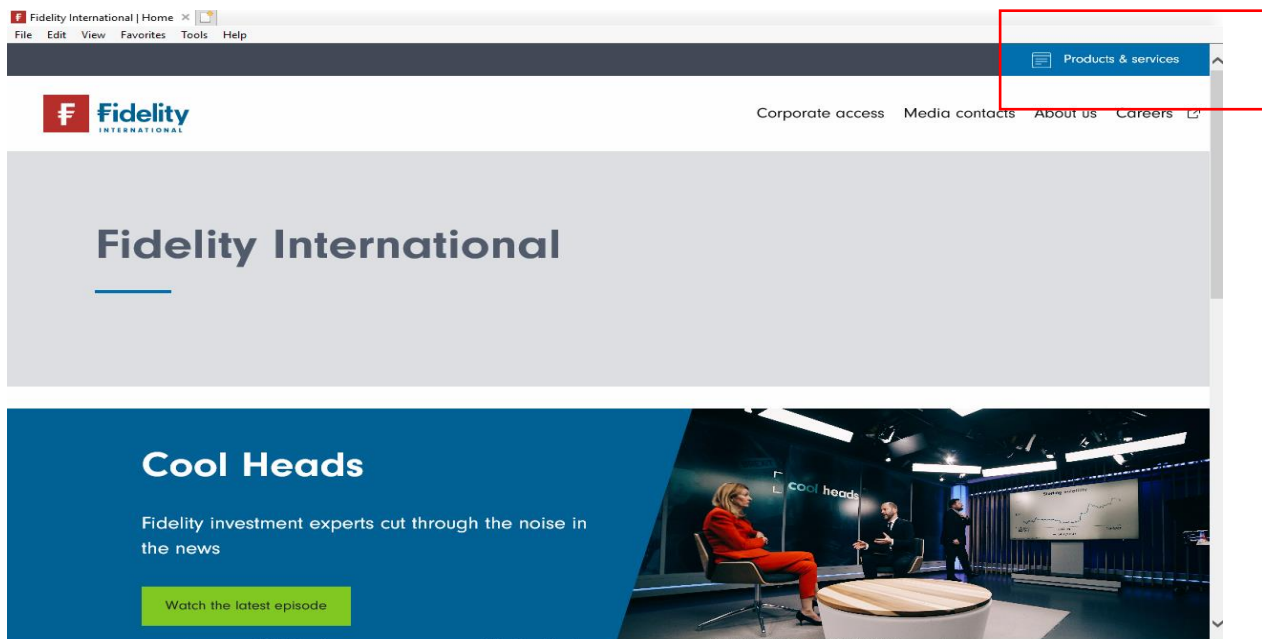 Fidelity International | Home
File Edit View Favorites Tools Help
Products & services
Fidelity
INTERNATIONAL
Corporate access Media contacts About us Careers
Fidelity International
Cool Heads
Fidelity investment experts cut through the noise in
the news
Watch the latest episode
cool heads